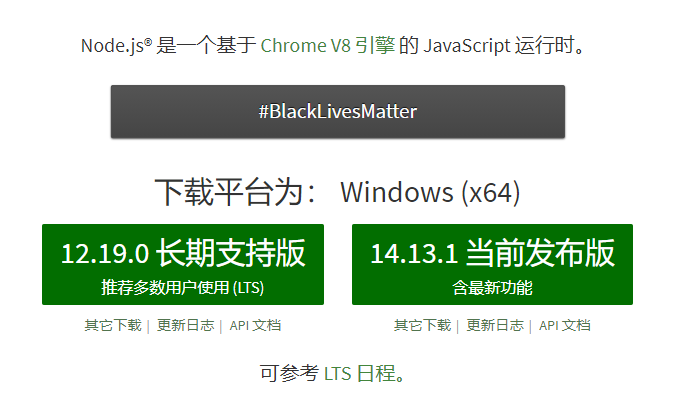 Node.js® 是一个基于 Chrome V8 引擎 的 JavaScript 运行时。
#BlackLivesMatter
下载平台为： Windows (x64)
12.19.0 长期支持版
推荐多数用户使用 (LTS)
其它下载 | 更新日志 | API 文档
14.13.1 当前发布版
含最新功能
其它下载 | 更新日志 | API 文档
可参考 LTS 日程。